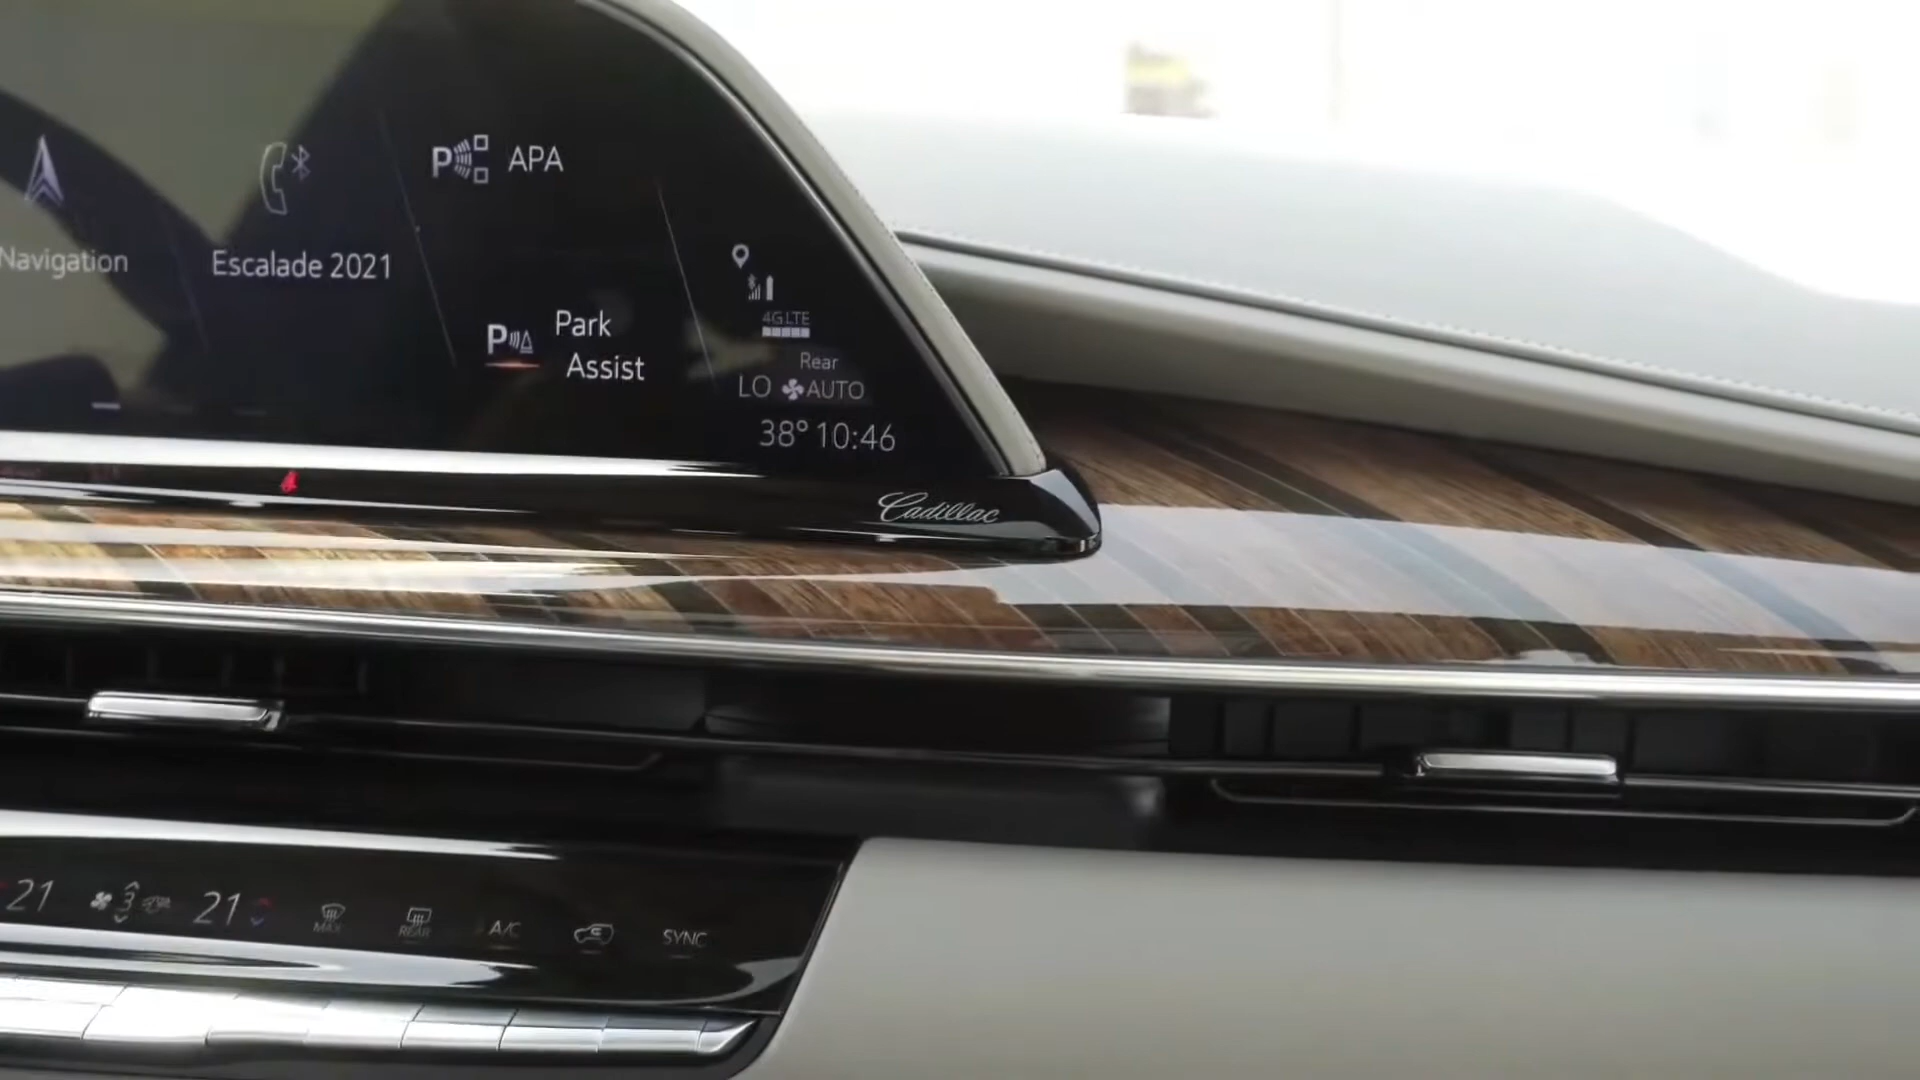 P APA
Navigation
Escalade 2021
P Park
Assist
4G LTE
Rear
LO AUTO
38° 10:46
Cadillac
21 3 21
MAX
REAR
A/C
SYNC